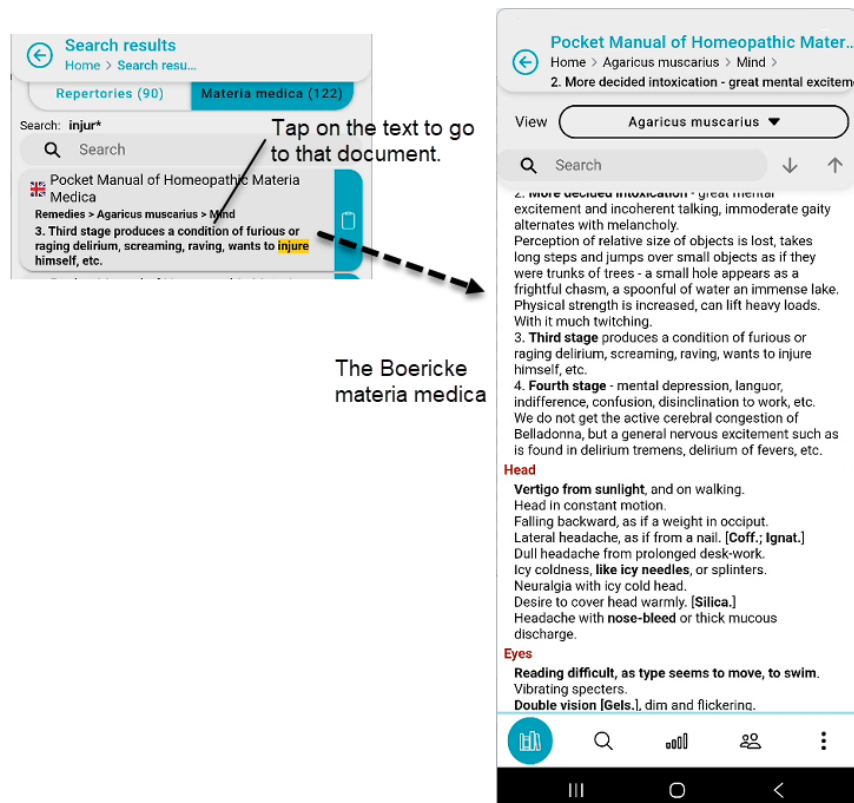 Search results
Home > Search resu...
Repertories (90)
Materia medica (122)
Search: injur*
Search
Pocket Manual of Homeopathic Materia
Medica
Remedies > Agaricus muscarius > Mind
3. Third stage produces a condition of furious or
raging delirium, screaming, raving, wants to injure
himself, etc.
Tap on the text to go
to that document.
The Boericke
materia medica
Pocket Manual of Homeopathic Mater...
Home > Agaricus muscarius > Mind >
2. More decided intoxication - great mental excitem
View
Agaricus muscarius
Search
2. More decided intoxication - great mental
excitement and incoherent talking, immoderate gaity
alternates with melancholy.
Perception of relative size of objects is lost, takes
long steps and jumps over small objects as if they
were trunks of trees - a small hole appears as a
frightful chasm, a spoonful of water an immense lake.
Physical strength is increased, can lift heavy loads.
With it much twitching.
3. Third stage produces a condition of furious or
raging delirium, screaming, raving, wants to injure
himself, etc.
4. Fourth stage - mental depression, languor,
indifference, confusion, disinclination to work, etc.
We do not get the active cerebral congestion of
Belladonna, but a general nervous excitement such as
is found in delirium tremens, delirium of fevers, etc.
Head
Vertigo from sunlight, and on walking.
Head in constant motion.
Falling backward, as if a weight in occiput.
Lateral headache, as if from a nail. [Coff.; Ignat.]
Dull headache from prolonged desk-work.
Icy coldness, like icy needles, or splinters.
Neuralgia with icy cold head.
Desire to cover head warmly. [Silica.]
Headache with nose-bleed or thick mucous
discharge.
Eyes
Reading difficult, as type seems to move, to swim.
Vibrating specters.
Double vision [Gels.], dim and flickering.